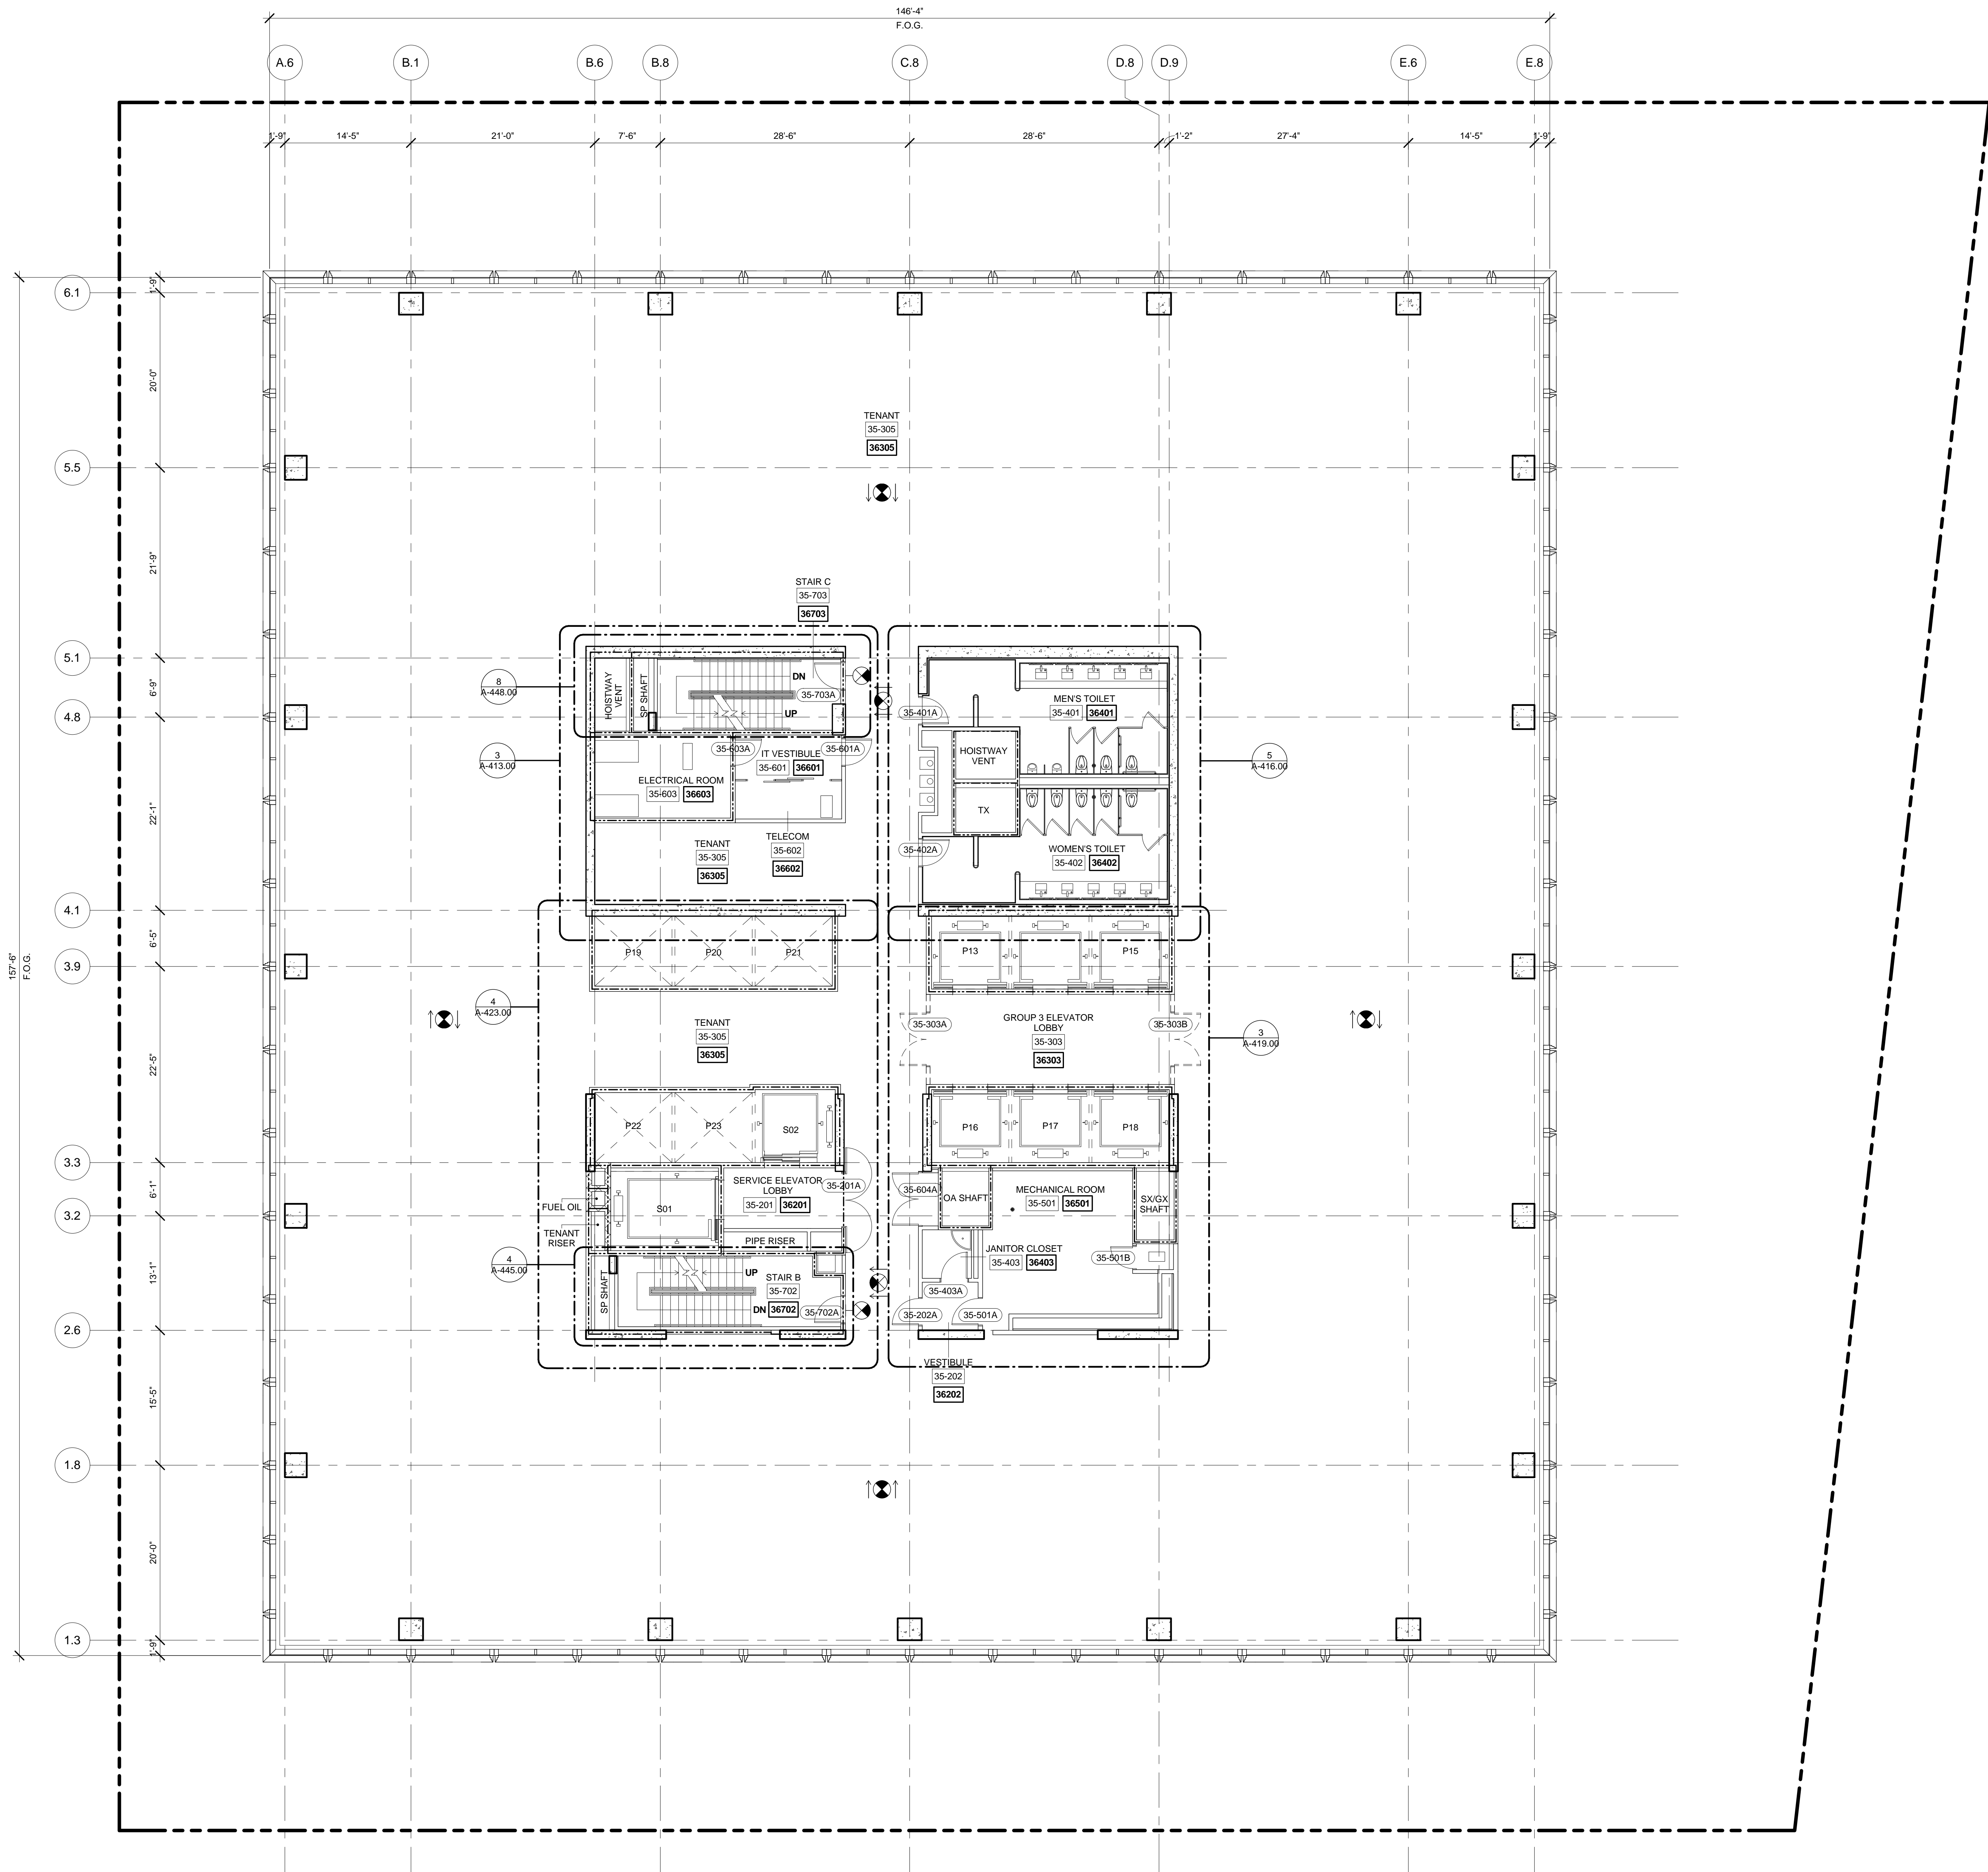 146'-4"
F.O.G.
A.6
B.1
B.6
B.8
C.8
D.8
D.9
E.6
E.8
1'-9"
14'-5"
21'-0"
7'-6"
28'-6"
28'-6"
1'-2"
27'-4"
14'-5"
1'-9"
157'-6"
F.O.G.
6.1
5.5
5.1
4.8
4.1
3.9
3.3
3.2
2.6
1.8
1.3
1'-9"
20'-0"
21'-9"
6'-9"
22'-1"
6'-5"
22'-5"
6'-1"
13'-1"
15'-5"
20'-0"
1'-9"
TENANT
35-305
36305
STAIR C
35-703
36703
8
A-448.00
3
A-413.00
HOISTWAY
VENT
SP SHAFT
DN
35-703A
UP
35-603A
IT VESTIBULE
35-601A
35-601
36601
ELECTRICAL ROOM
35-603
36603
TELECOM
35-602
36602
TENANT
35-305
36305
35-401A
MEN'S TOILET
35-401
36401
HOISTWAY
VENT
TX
5
A-416.00
35-402A
WOMEN'S TOILET
35-402
36402
P19
P20
P21
P13
P15
4
A-423.00
TENANT
35-305
36305
35-303A
GROUP 3 ELEVATOR
LOBBY
35-303
36303
35-303B
3
A-419.00
P22
P23
S02
P16
P17
P18
SERVICE ELEVATOR
LOBBY
35-201
36201
35-201A
S01
FUEL OIL
TENANT
RISER
PIPE RISER
35-604A
OA SHAFT
MECHANICAL ROOM
35-501
36501
SX/GX
SHAFT
4
A-445.00
SP SHAFT
UP
STAIR B
35-702
DN
36702
35-702A
JANITOR CLOSET
35-403
36403
35-501B
35-403A
35-202A
35-501A
VESTIBULE
35-202
36202